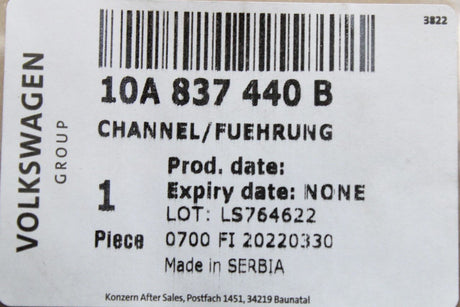 3822
VOLKSWAGEN
GROUP
10A 837 440 B
CHANNEL/FUEHRUNG
Prod. date:
1 Expiry date: NONE
LOT: LS764622
Piece 0700 FI 20220330
Made in SERBIA
Konzern After Sales, Postfach 1451, 34219 Baunatal